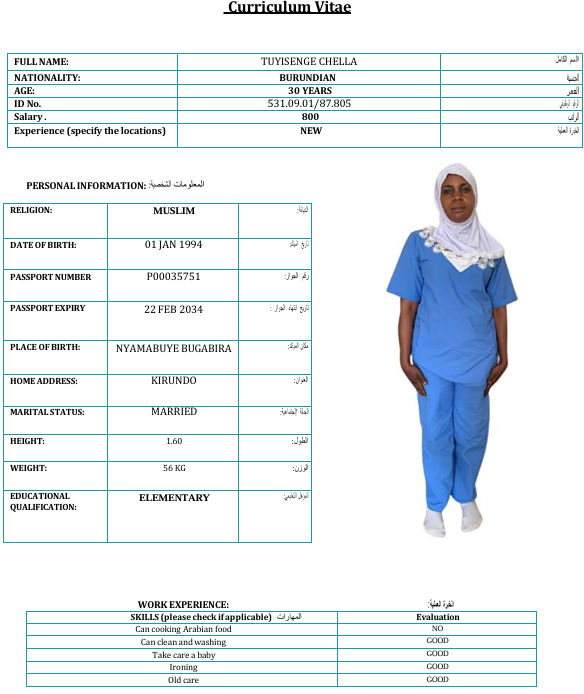 Curriculum Vitae
FULL NAME: TUYISENGE CHELLA الاسم الكامل
NATIONALITY: BURUNDIAN
AGE: 30 YEARS العمر
ID No. 531.09.01/87.805
Salary . 800 الراتب
Experience (specify the locations) NEW الخبرة العملية
PERSONAL INFORMATION: المعلومات الشخصية:
RELIGION: MUSLIM الديانة:
DATE OF BIRTH: 01 JAN 1994 تاريخ الميلاد:
PASSPORT NUMBER P00035751 رقم الجواز:
PASSPORT EXPIRY 22 FEB 2034 تاريخ انتهاء الجواز :
PLACE OF BIRTH: NYAMABUYE BUGABIRA مكان الميلاد:
HOME ADDRESS: KIRUNDO العنوان:
MARITAL STATUS: MARRIED الحالة الاجتماعية:
HEIGHT: 1.60 الطول:
WEIGHT: 56 KG الوزن:
EDUCATIONAL QUALIFICATION: ELEMENTARY المؤهل التعليمي:
WORK EXPERIENCE: الخبرة العملية:
SKILLS (please check if applicable) المهارات Evaluation
Can cooking Arabian food NO
Can clean and washing GOOD
Take care a baby GOOD
Ironing GOOD
Old care GOOD